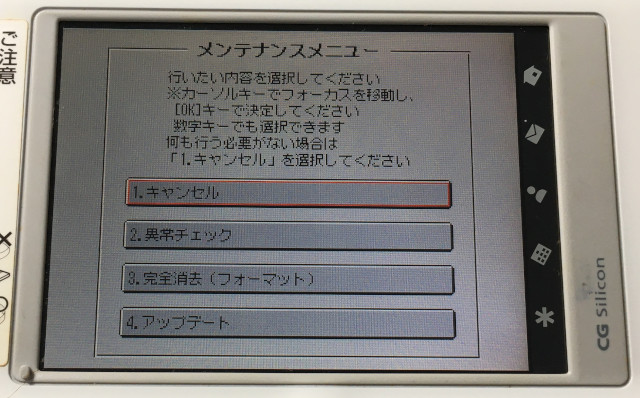 メンテナンスメニュー
行いたい内容を選択してください
※カーソルキーでフォーカスを移動し、
[OK]キーで決定してください
数字キーでも選択できます
何も行う必要がない場合は
「1.キャンセル」を選択してください
1.キャンセル
2.異常チェック
3.完全消去(フォーマット)
4.アップデート
ご注意
CG Silicon